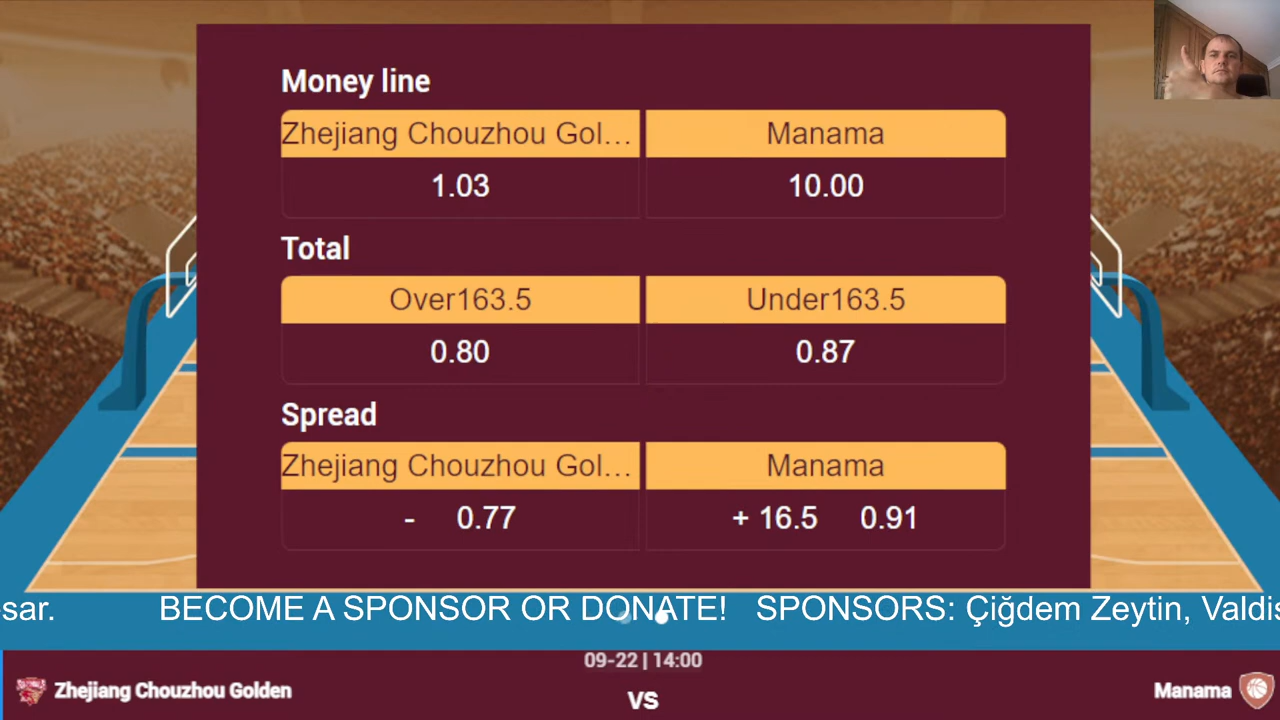 Money line
Zhejiang Chouzhou Gol... Manama
1.03 10.00
Total
Over163.5 Under163.5
0.80 0.87
Spread
Zhejiang Chouzhou Gol... Manama
- 0.77 + 16.5 0.91
sar. BECOME A SPONSOR OR DONATE! SPONSORS: Çiğdem Zeytin, Valdis
09-22 | 14:00
Zhejiang Chouzhou Golden VS Manama